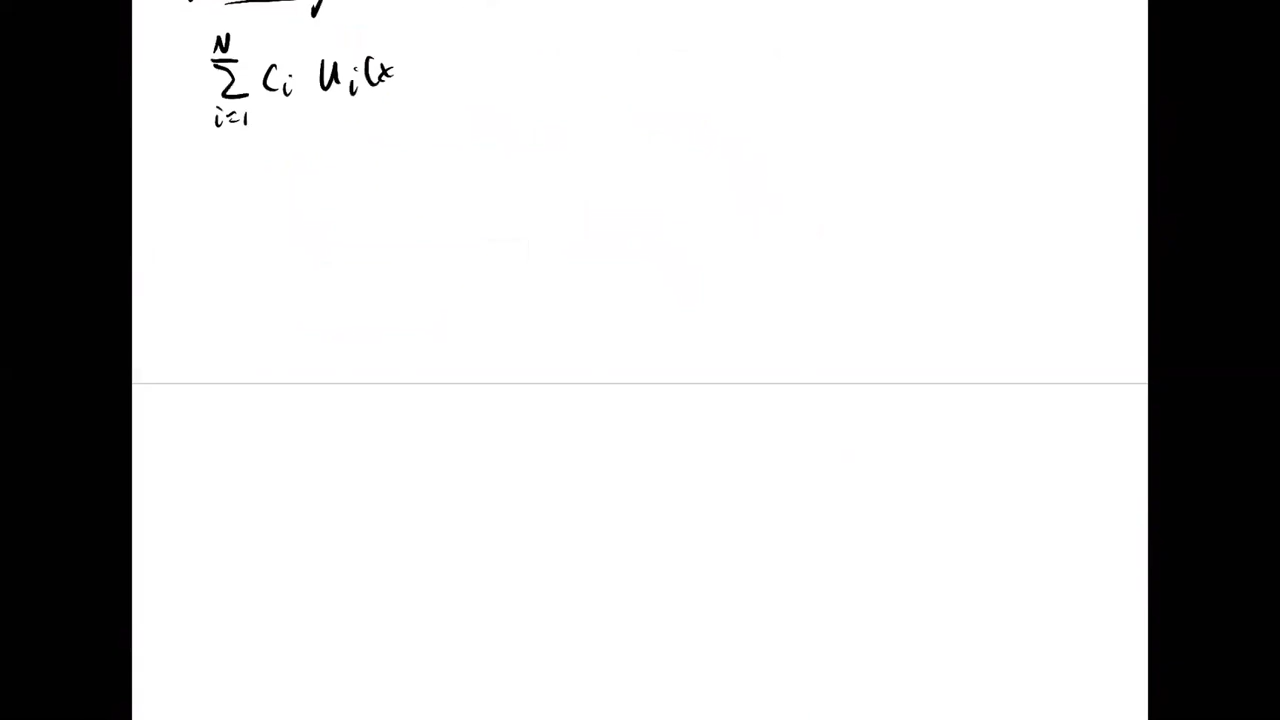 N
∑ cᵢ uᵢ(x
i=1